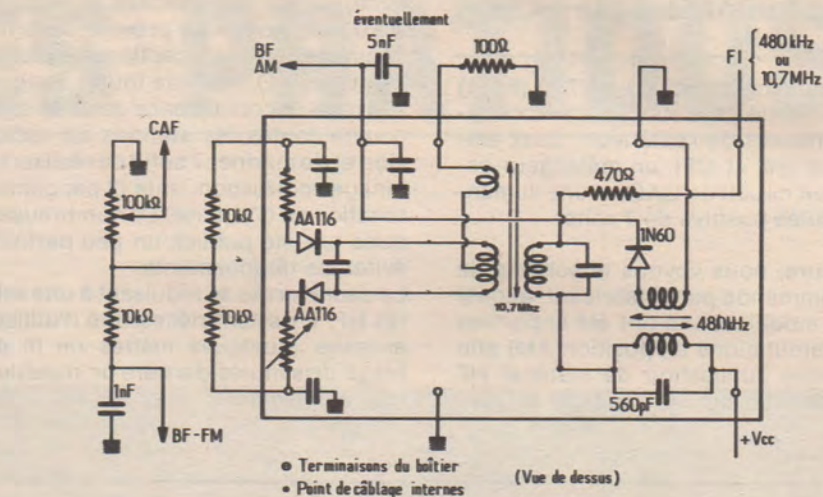 éventuellement
BF
AM
5nF
100Ω
FI
480 kHz
ou
10,7MHz
CAF
100kΩ
10kΩ
AA116
470Ω
1N60
10kΩ
10kΩ
AA116
10,7MHz
480kHz
1nF
560pF
BF-FM
+Vcc
Terminaisons du boîtier
(Vue de dessus)
Point de câblage internes